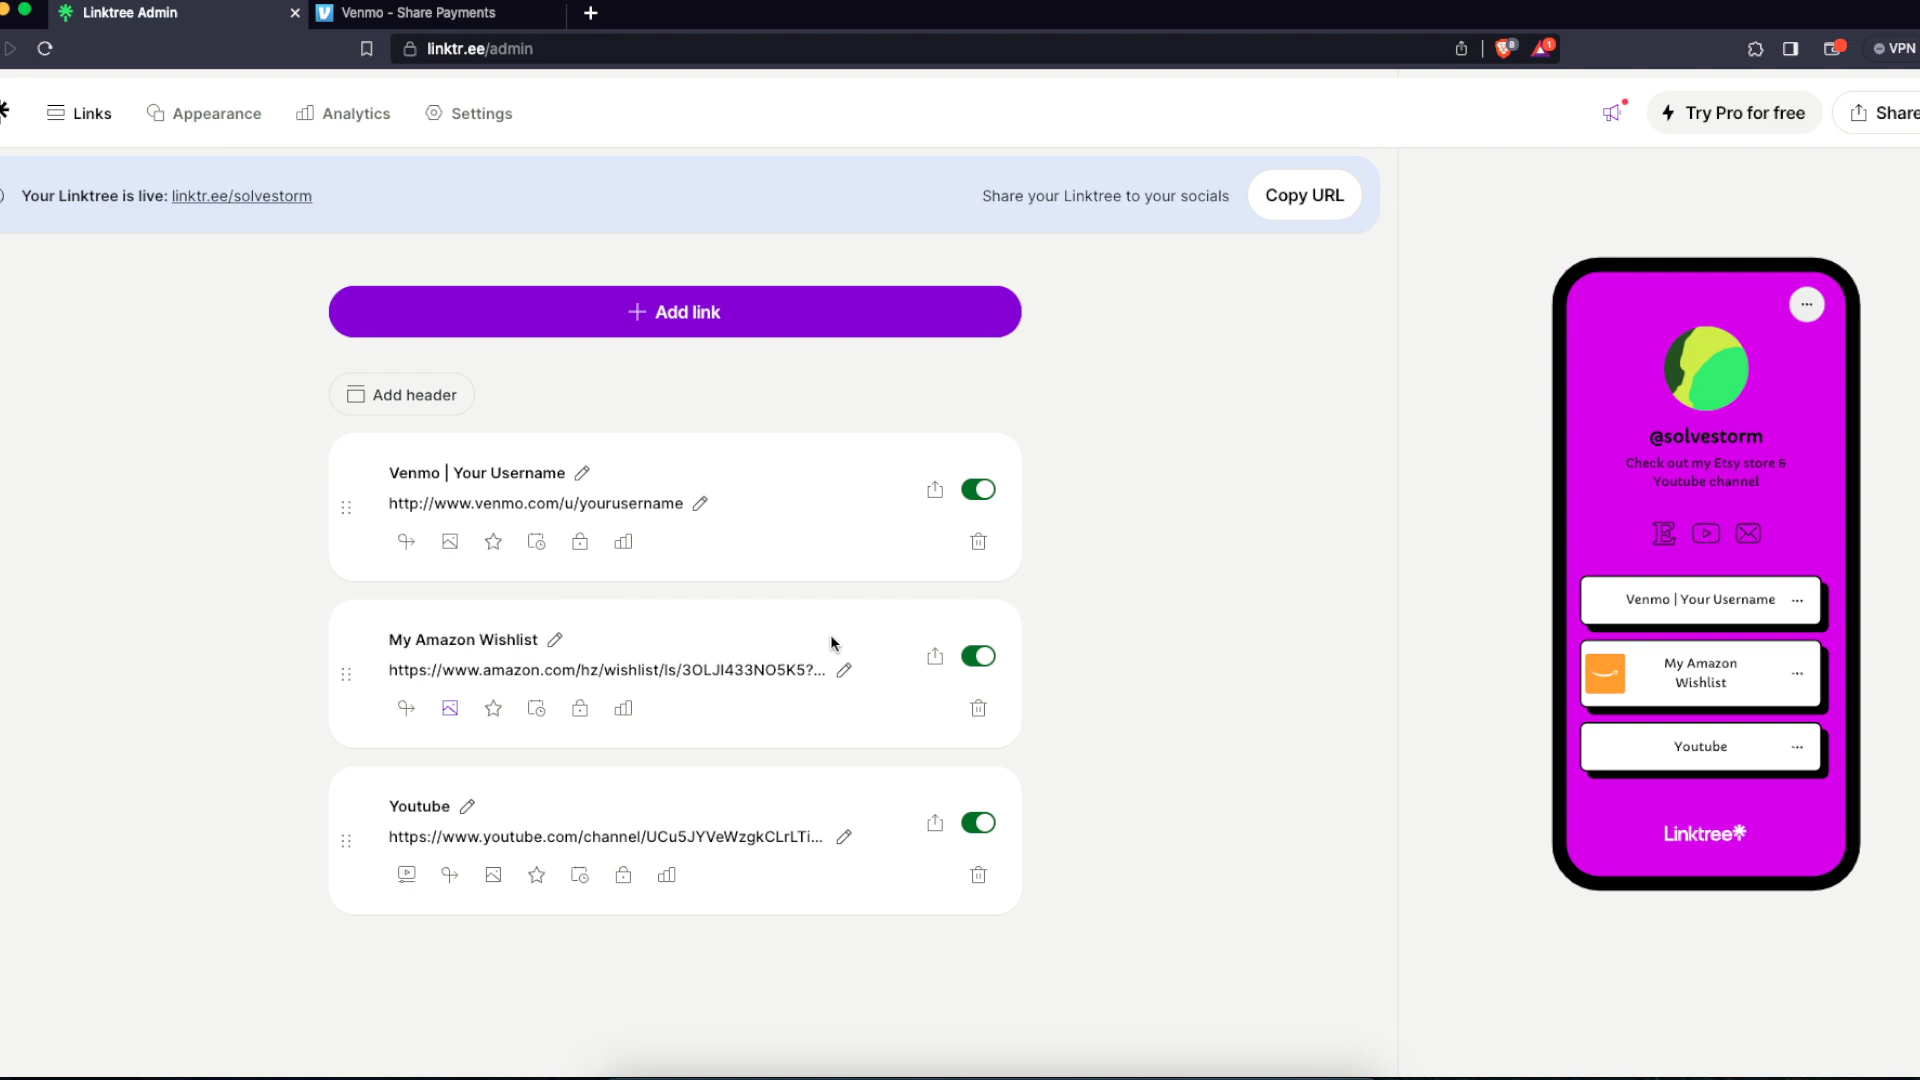 Linktree Admin
Venmo - Share Payments
linktr.ee/admin
8
1
VPN
Links
Appearance
Analytics
Settings
Try Pro for free
Share
Your Linktree is live: linktr.ee/solvestorm
Share your Linktree to your socials
Copy URL
Add link
Add header
Venmo | Your Username
http://www.venmo.com/u/yourusername
My Amazon Wishlist
https://www.amazon.com/hz/wishlist/ls/3OLJI433NO5K5?...
Youtube
https://www.youtube.com/channel/UCu5JYVeWzgkCLrLTi...
@solvestorm
Check out my Etsy store &
Youtube channel
E
Venmo | Your Username
My Amazon
Wishlist
Youtube
Linktree